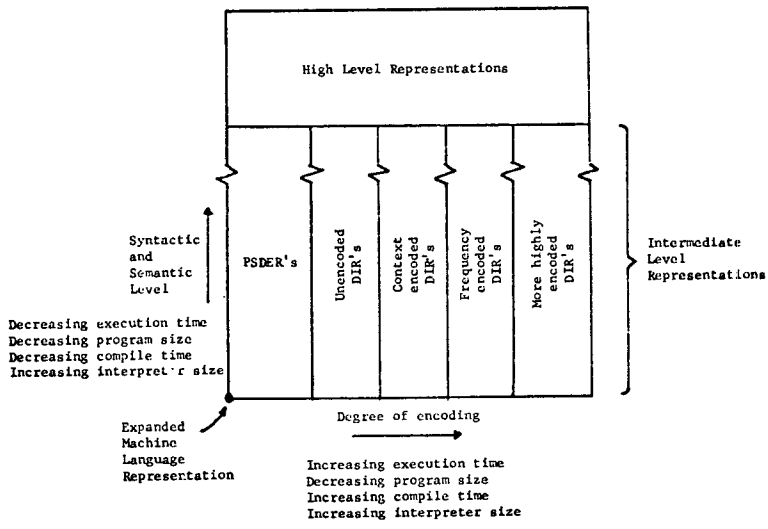 High Level Representations
Syntactic
and
Semantic
Level
PSDER's
Unencoded
DIR's
Context
encoded
DIR's
Frequency
encoded
DIR's
More highly
encoded
DIR's
Intermediate
Level
Representations
Decreasing execution time
Decreasing program size
Decreasing compile time
Increasing interpreter size
Expanded
Machine
Language
Representation
Degree of encoding
Increasing execution time
Decreasing program size
Increasing compile time
Increasing interpreter size